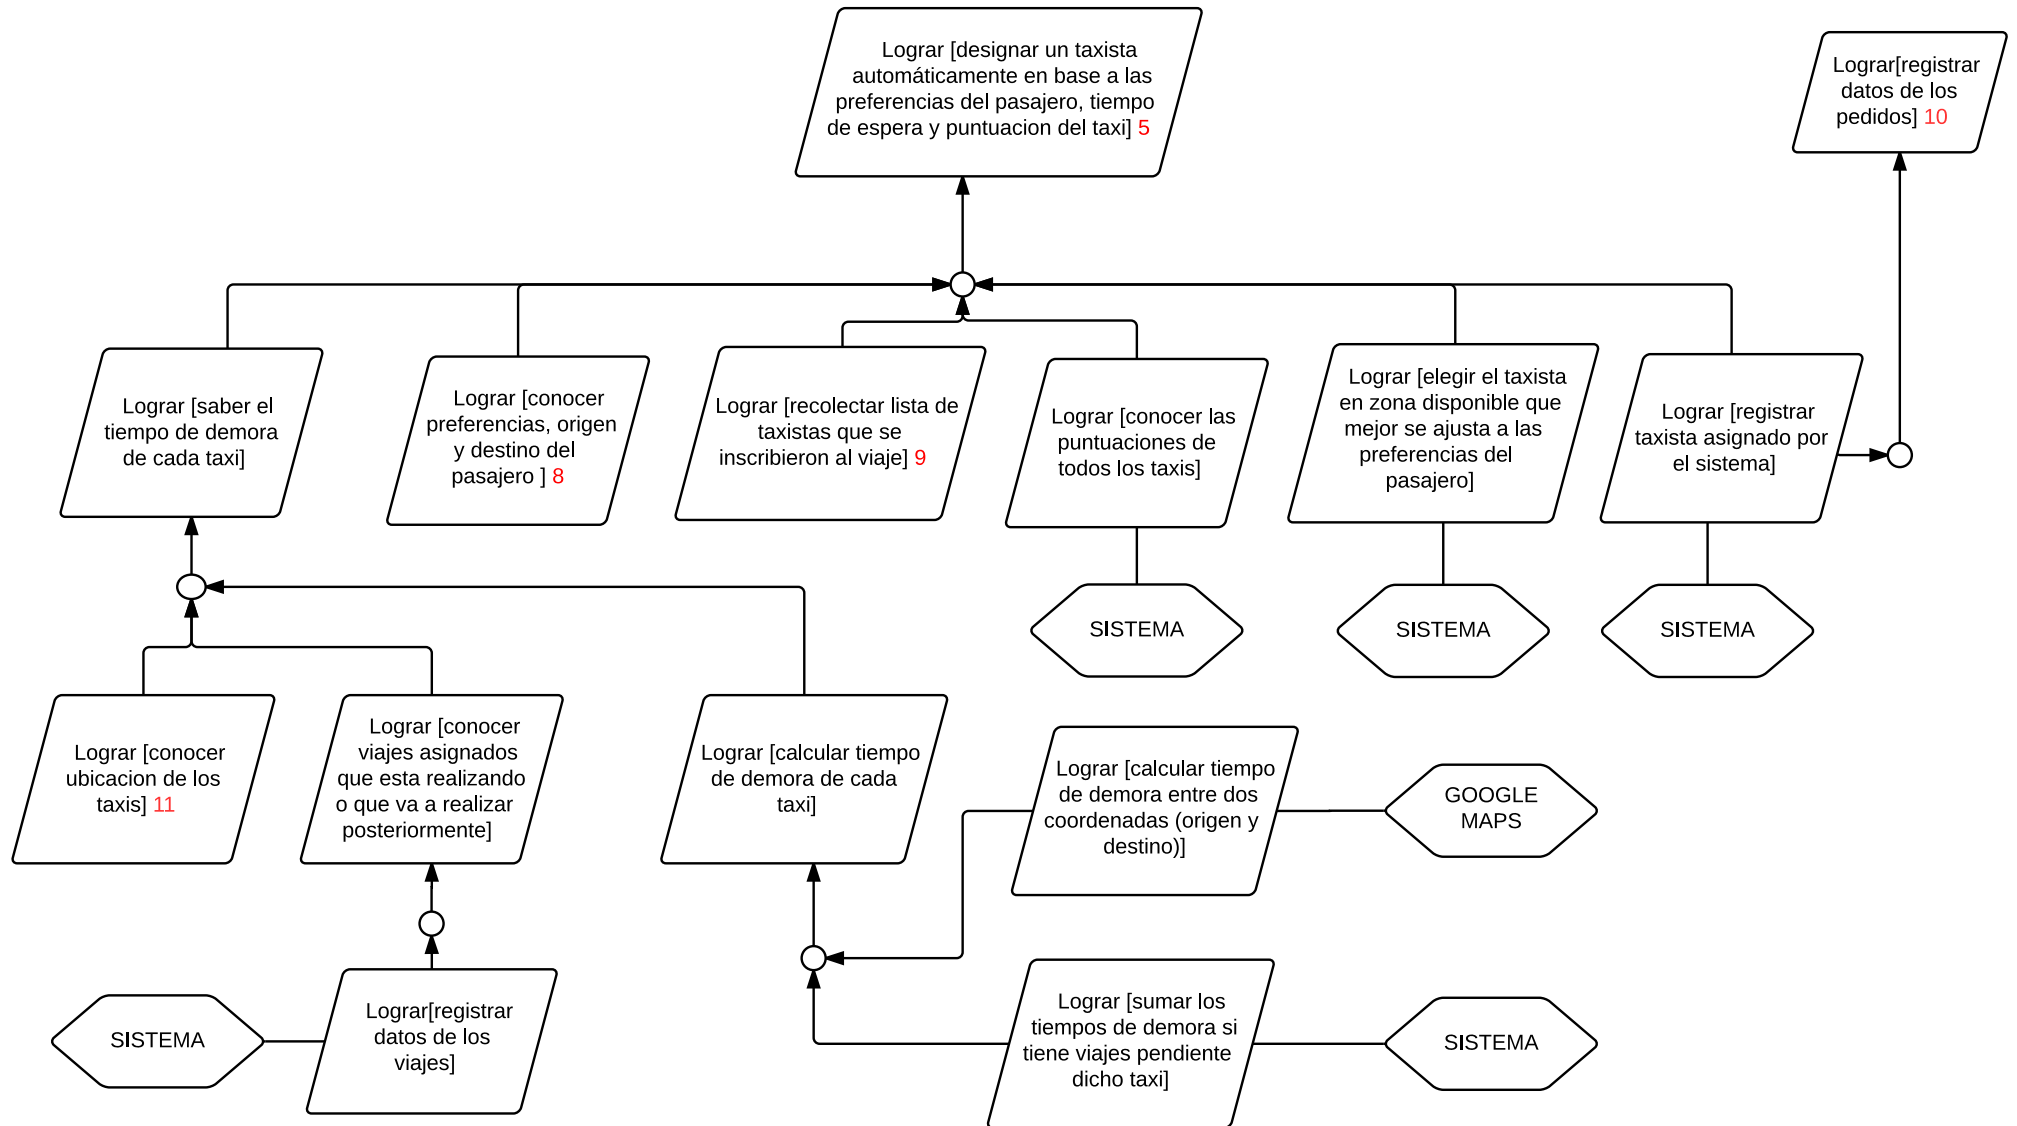 Lograr [designar un taxista
automáticamente en base a las
preferencias del pasajero, tiempo
de espera y puntuacion del taxi] 5
Lograr[registrar
datos de los
pedidos] 10
Lograr [saber el
tiempo de demora
de cada taxi]
Lograr [conocer
preferencias, origen
y destino del
pasajero ] 8
Lograr [recolectar lista de
taxistas que se
inscribieron al viaje] 9
Lograr [conocer las
puntuaciones de
todos los taxis]
Lograr [elegir el taxista
en zona disponible que
mejor se ajusta a las
preferencias del
pasajero]
Lograr [registrar
taxista asignado por
el sistema]
SISTEMA
SISTEMA
SISTEMA
Lograr [conocer
ubicacion de los
taxis] 11
Lograr [conocer
viajes asignados
que esta realizando
o que va a realizar
posteriormente]
Lograr [calcular tiempo
de demora de cada
taxi]
Lograr [calcular tiempo
de demora entre dos
coordenadas (origen y
destino)]
GOOGLE
MAPS
SISTEMA
Lograr[registrar
datos de los
viajes]
Lograr [sumar los
tiempos de demora si
tiene viajes pendiente
dicho taxi]
SISTEMA